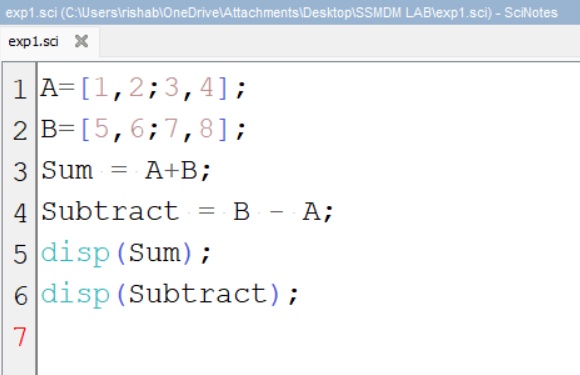 exp1.sci (C:\Users\rishab\OneDrive\Attachments\Desktop\SSMDM LAB\exp1.sci) - SciNotes
exp1.sci
1 A=[1,2;3,4];
2 B=[5,6;7,8];
3 Sum = A+B;
4 Subtract = B - A;
5 disp(Sum);
6 disp(Subtract);
7